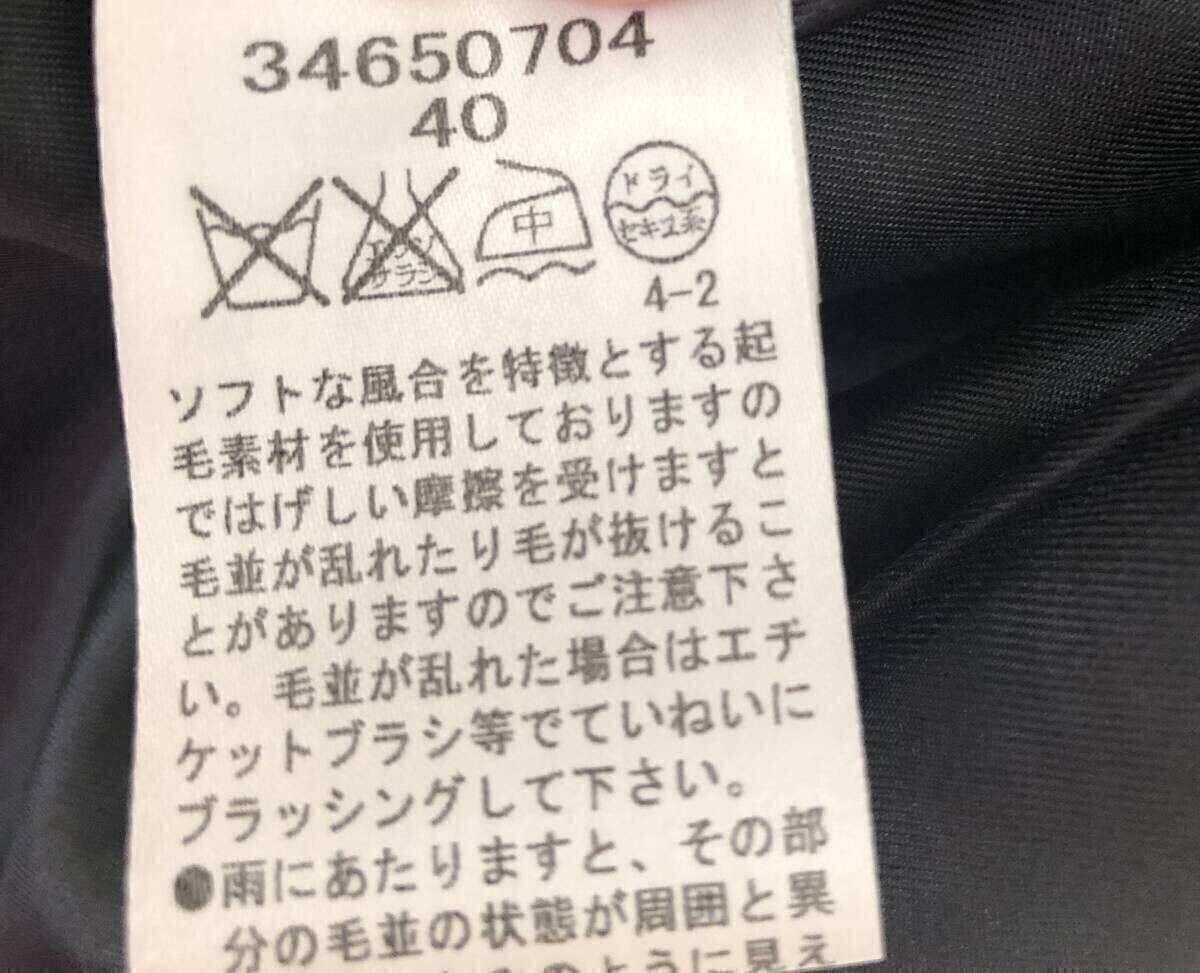 34650704
40
エンソ
サラシ
中
ドライ
セキユ系
4-2
ソフトな風合を特徴とする起
毛素材を使用しておりますの
ではげしい摩擦を受けますと
毛並が乱れたり毛が抜けるこ
とがありますのでご注意下さ
い。毛並が乱れた場合はエチ
ケットブラシ等でていねいに
ブラッシングして下さい。
●雨にあたりますと、その部
分の毛並の状態が周囲と異
のように見え